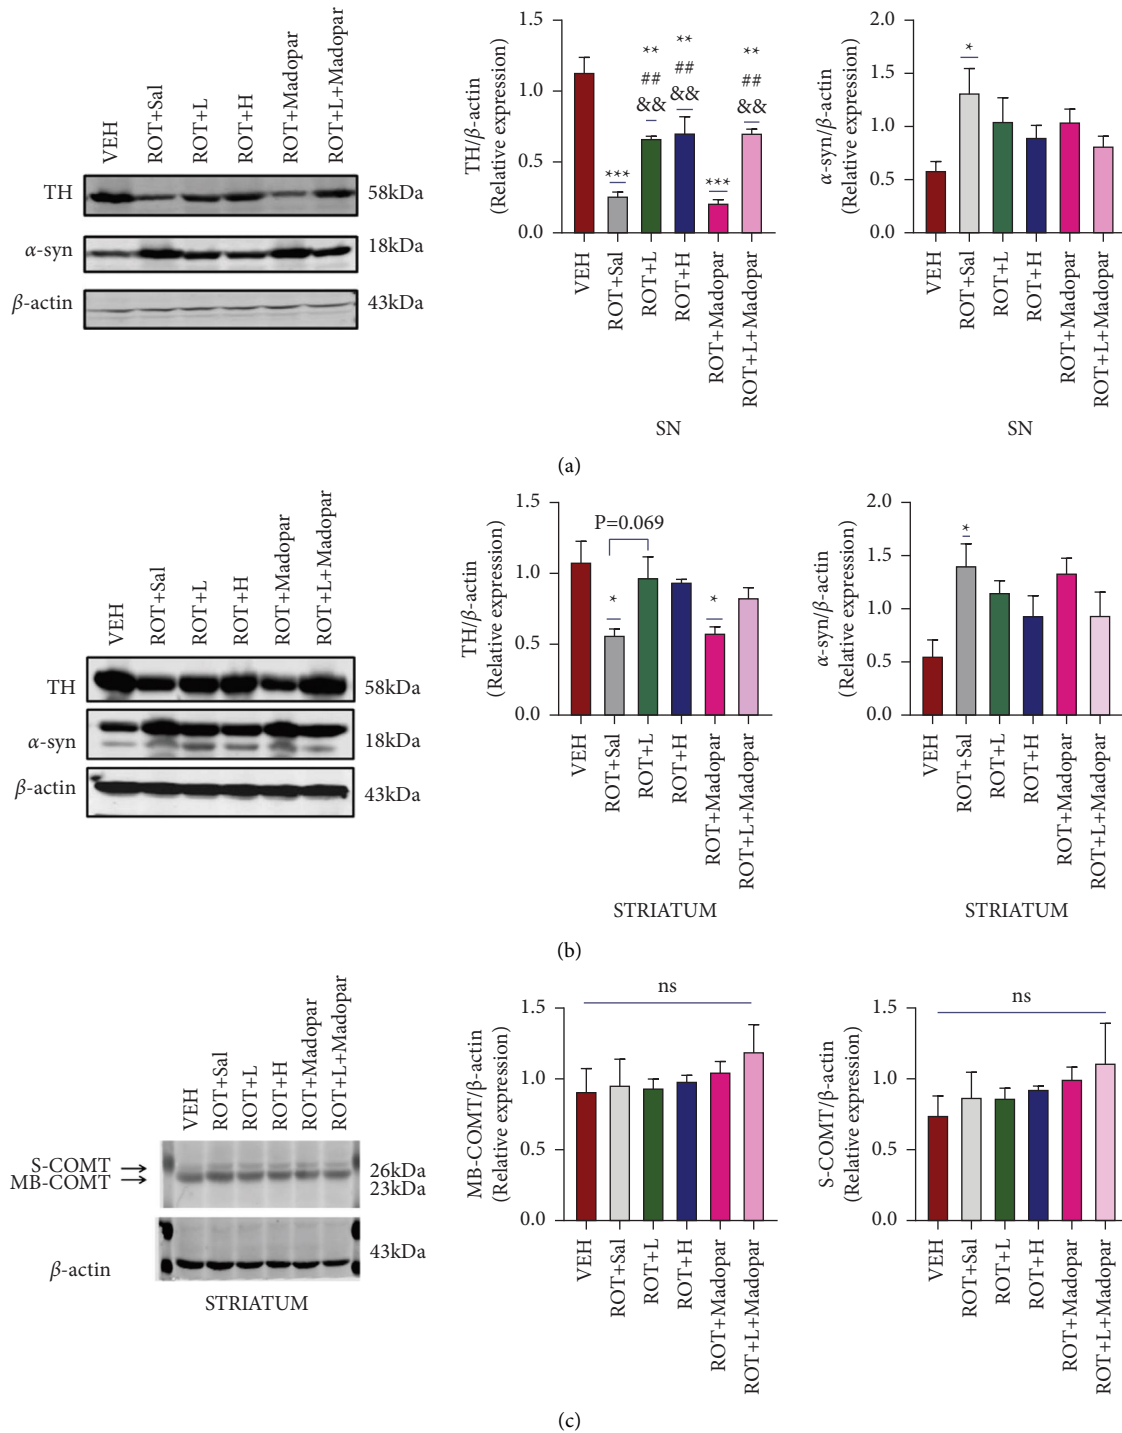 VEH
ROT+Sal
ROT+L
ROT+H
ROT+Madopar
ROT+L+Madopar
TH
58kDa
α-syn
18kDa
β-actin
43kDa
TH/β-actin
(Relative expression)
1.5
1.0
0.5
0.0
***
**
##
&&
**
##
&&
***
**
##
&&
VEH
ROT+Sal
ROT+L
ROT+H
ROT+Madopar
ROT+L+Madopar
SN
α-syn/β-actin
(Relative expression)
2.0
1.5
1.0
0.5
0.0
*
VEH
ROT+Sal
ROT+L
ROT+H
ROT+Madopar
ROT+L+Madopar
SN
(a)
VEH
ROT+Sal
ROT+L
ROT+H
ROT+Madopar
ROT+L+Madopar
TH
58kDa
α-syn
18kDa
β-actin
43kDa
TH/β-actin
(Relative expression)
1.5
1.0
0.5
0.0
P=0.069
*
*
VEH
ROT+Sal
ROT+L
ROT+H
ROT+Madopar
ROT+L+Madopar
STRIATUM
α-syn/β-actin
(Relative expression)
2.0
1.5
1.0
0.5
0.0
*
VEH
ROT+Sal
ROT+L
ROT+H
ROT+Madopar
ROT+L+Madopar
STRIATUM
(b)
VEH
ROT+Sal
ROT+L
ROT+H
ROT+Madopar
ROT+L+Madopar
S-COMT
26kDa
MB-COMT
23kDa
43kDa
β-actin
STRIATUM
MB-COMT/β-actin
(Relative expression)
1.5
1.0
0.5
0.0
ns
VEH
ROT+Sal
ROT+L
ROT+H
ROT+Madopar
ROT+L+Madopar
S-COMT/β-actin
(Relative expression)
1.5
1.0
0.5
0.0
ns
VEH
ROT+Sal
ROT+L
ROT+H
ROT+Madopar
ROT+L+Madopar
(c)